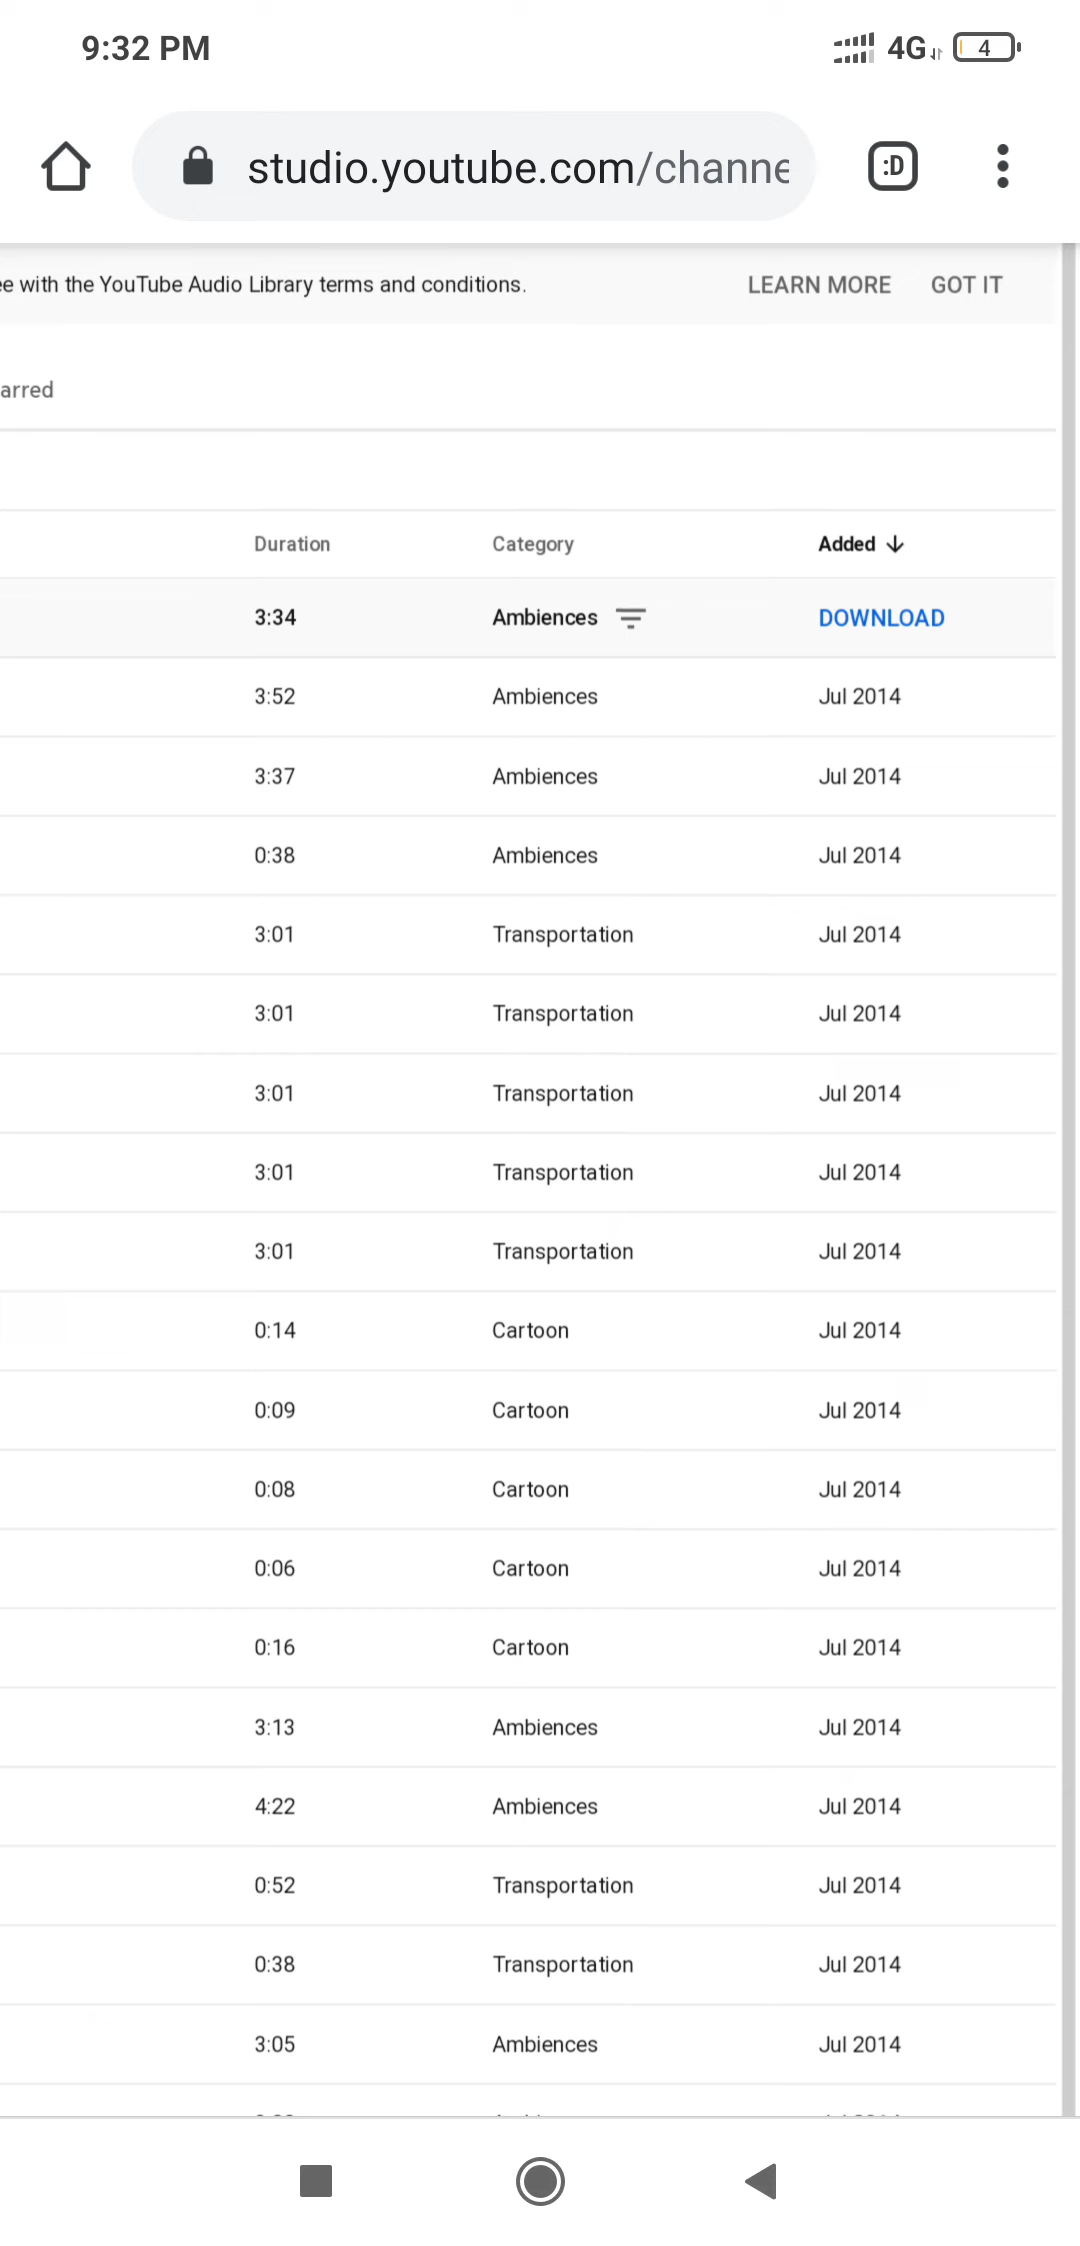 9:32 PM 4G 4
studio.youtube.com/channe :D
ee with the YouTube Audio Library terms and conditions. LEARN MORE GOT IT
arred
Duration Category Added
3:34 Ambiences DOWNLOAD
3:52 Ambiences Jul 2014
3:37 Ambiences Jul 2014
0:38 Ambiences Jul 2014
3:01 Transportation Jul 2014
3:01 Transportation Jul 2014
3:01 Transportation Jul 2014
3:01 Transportation Jul 2014
3:01 Transportation Jul 2014
0:14 Cartoon Jul 2014
0:09 Cartoon Jul 2014
0:08 Cartoon Jul 2014
0:06 Cartoon Jul 2014
0:16 Cartoon Jul 2014
3:13 Ambiences Jul 2014
4:22 Ambiences Jul 2014
0:52 Transportation Jul 2014
0:38 Transportation Jul 2014
3:05 Ambiences Jul 2014